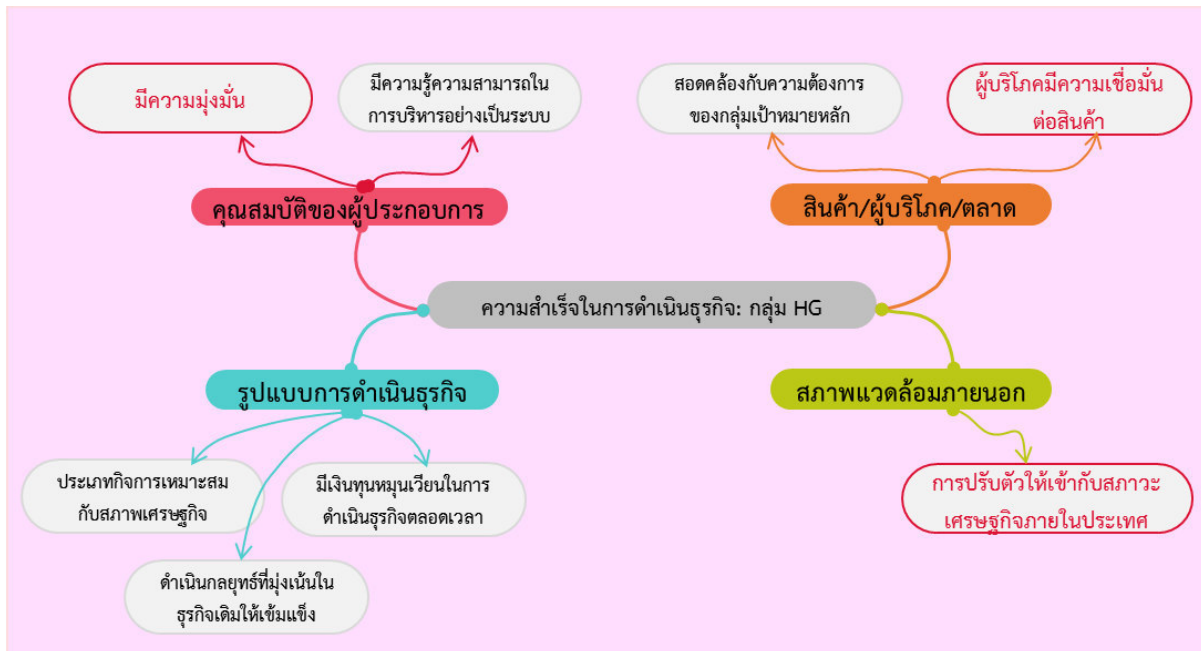 มีความมุ่งมั่น
มีความรู้ความสามารถใน
การบริหารอย่างเป็นระบบ
สอดคล้องกับความต้องการ
ของกลุ่มเป้าหมายหลัก
ผู้บริโภคมีความเชื่อมั่น
ต่อสินค้า
คุณสมบัติของผู้ประกอบการ
สินค้า/ผู้บริโภค/ตลาด
ความสำเร็จในการดำเนินธุรกิจ: กลุ่ม HG
รูปแบบการดำเนินธุรกิจ
สภาพแวดล้อมภายนอก
ประเภทกิจการเหมาะสม
กับสภาพเศรษฐกิจ
มีเงินทุนหมุนเวียนในการ
ดำเนินธุรกิจตลอดเวลา
การปรับตัวให้เข้ากับสภาวะ
เศรษฐกิจภายในประเทศ
ดำเนินกลยุทธ์ที่มุ่งเน้นใน
ธุรกิจเดิมให้เข้มแข็ง